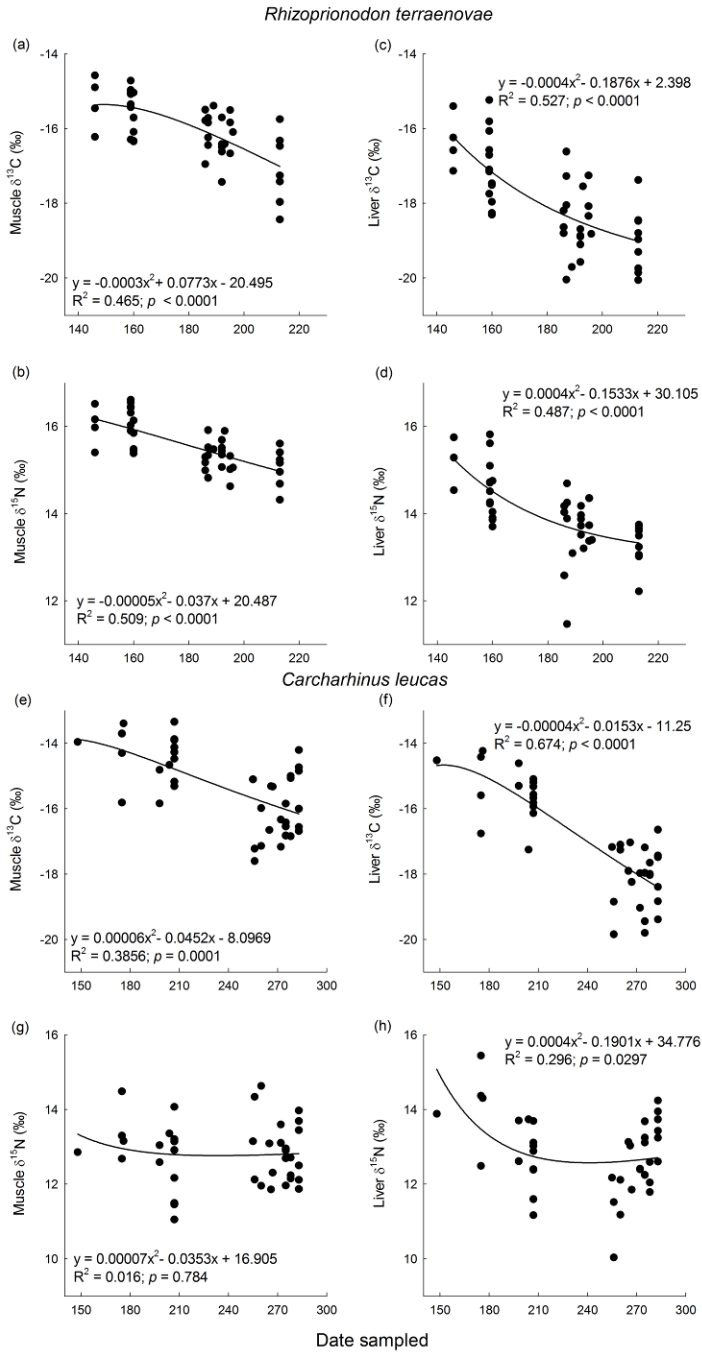 Rhizoprionodon terraenovae
(a)
-14
-16
-18
-20
Muscle δ¹³C (‰)
y = -0.0003x²+ 0.0773x - 20.495
R² = 0.465; p < 0.0001
140 160 180 200 220
(c)
-14
-16
-18
-20
Liver δ¹³C (‰)
y = -0.0004x²- 0.1876x + 2.398
R² = 0.527; p < 0.0001
140 160 180 200 220
(b)
16
14
12
Muscle δ¹⁵N (‰)
y = -0.00005x²- 0.037x + 20.487
R² = 0.509; p < 0.0001
140 160 180 200 220
(d)
16
14
12
Liver δ¹⁵N (‰)
y = 0.0004x²- 0.1533x + 30.105
R² = 0.487; p < 0.0001
140 160 180 200 220
Carcharhinus leucas
(e)
-14
-16
-18
-20
Muscle δ¹³C (‰)
y = 0.00006x²- 0.0452x - 8.0969
R² = 0.3856; p = 0.0001
150 180 210 240 270 300
(f)
-14
-16
-18
-20
Liver δ¹³C (‰)
y = -0.00004x²- 0.0153x - 11.25
R² = 0.674; p < 0.0001
150 180 210 240 270 300
(g)
16
14
12
10
Muscle δ¹⁵N (‰)
y = 0.00007x²- 0.0353x + 16.905
R² = 0.016; p = 0.784
150 180 210 240 270 300
(h)
16
14
12
10
Liver δ¹⁵N (‰)
y = 0.0004x²- 0.1901x + 34.776
R² = 0.296; p = 0.0297
150 180 210 240 270 300
Date sampled